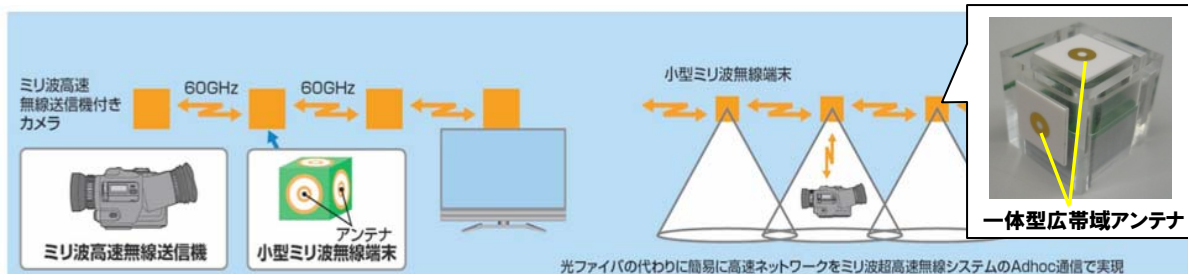 ミリ波高速
無線送信機付き
カメラ
60GHz
60GHz
ミリ波高速無線送信機
アンテナ
小型ミリ波無線端末
小型ミリ波無線端末
一体型広帯域アンテナ
光ファイバの代わりに簡易に高速ネットワークをミリ波超高速無線システムのAdhoc通信で実現